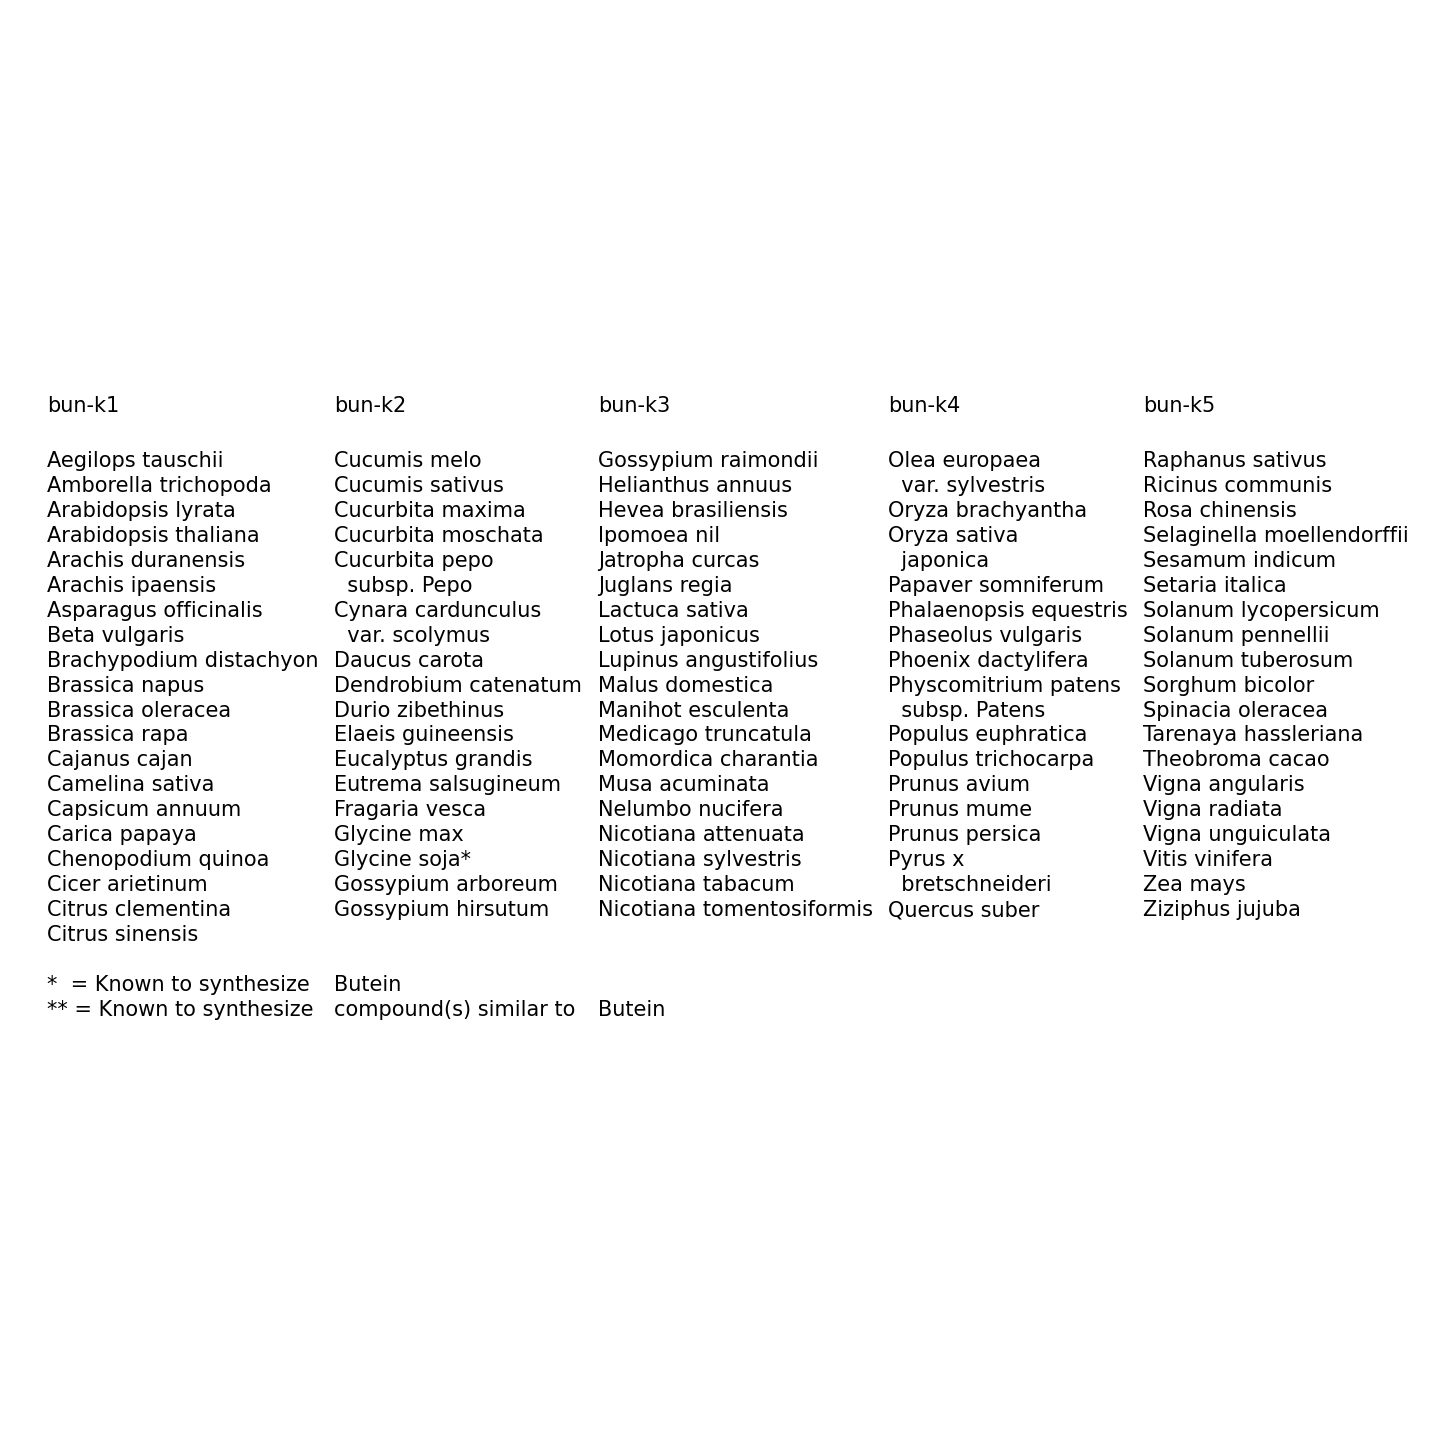 bun-k1 bun-k2 bun-k3 bun-k4 bun-k5
Aegilops tauschii Cucumis melo Gossypium raimondii Olea europaea Raphanus sativus
Amborella trichopoda Cucumis sativus Helianthus annuus var. sylvestris Ricinus communis
Arabidopsis lyrata Cucurbita maxima Hevea brasiliensis Oryza brachyantha Rosa chinensis
Arabidopsis thaliana Cucurbita moschata Ipomoea nil Oryza sativa Selaginella moellendorffii
Arachis duranensis Cucurbita pepo Jatropha curcas japonica Sesamum indicum
Arachis ipaensis subsp. Pepo Juglans regia Papaver somniferum Setaria italica
Asparagus officinalis Cynara cardunculus Lactuca sativa Phalaenopsis equestris Solanum lycopersicum
Beta vulgaris var. scolymus Lotus japonicus Phaseolus vulgaris Solanum pennellii
Brachypodium distachyon Daucus carota Lupinus angustifolius Phoenix dactylifera Solanum tuberosum
Brassica napus Dendrobium catenatum Malus domestica Physcomitrium patens Sorghum bicolor
Brassica oleracea Durio zibethinus Manihot esculenta subsp. Patens Spinacia oleracea
Brassica rapa Elaeis guineensis Medicago truncatula Populus euphratica Tarenaya hassleriana
Cajanus cajan Eucalyptus grandis Momordica charantia Populus trichocarpa Theobroma cacao
Camelina sativa Eutrema salsugineum Musa acuminata Prunus avium Vigna angularis
Capsicum annuum Fragaria vesca Nelumbo nucifera Prunus mume Vigna radiata
Carica papaya Glycine max Nicotiana attenuata Prunus persica Vigna unguiculata
Chenopodium quinoa Glycine soja* Nicotiana sylvestris Pyrus x Vitis vinifera
Cicer arietinum Gossypium arboreum Nicotiana tabacum bretschneideri Zea mays
Citrus clementina Gossypium hirsutum Nicotiana tomentosiformis Quercus suber Ziziphus jujuba
Citrus sinensis
* = Known to synthesize Butein
** = Known to synthesize compound(s) similar to Butein